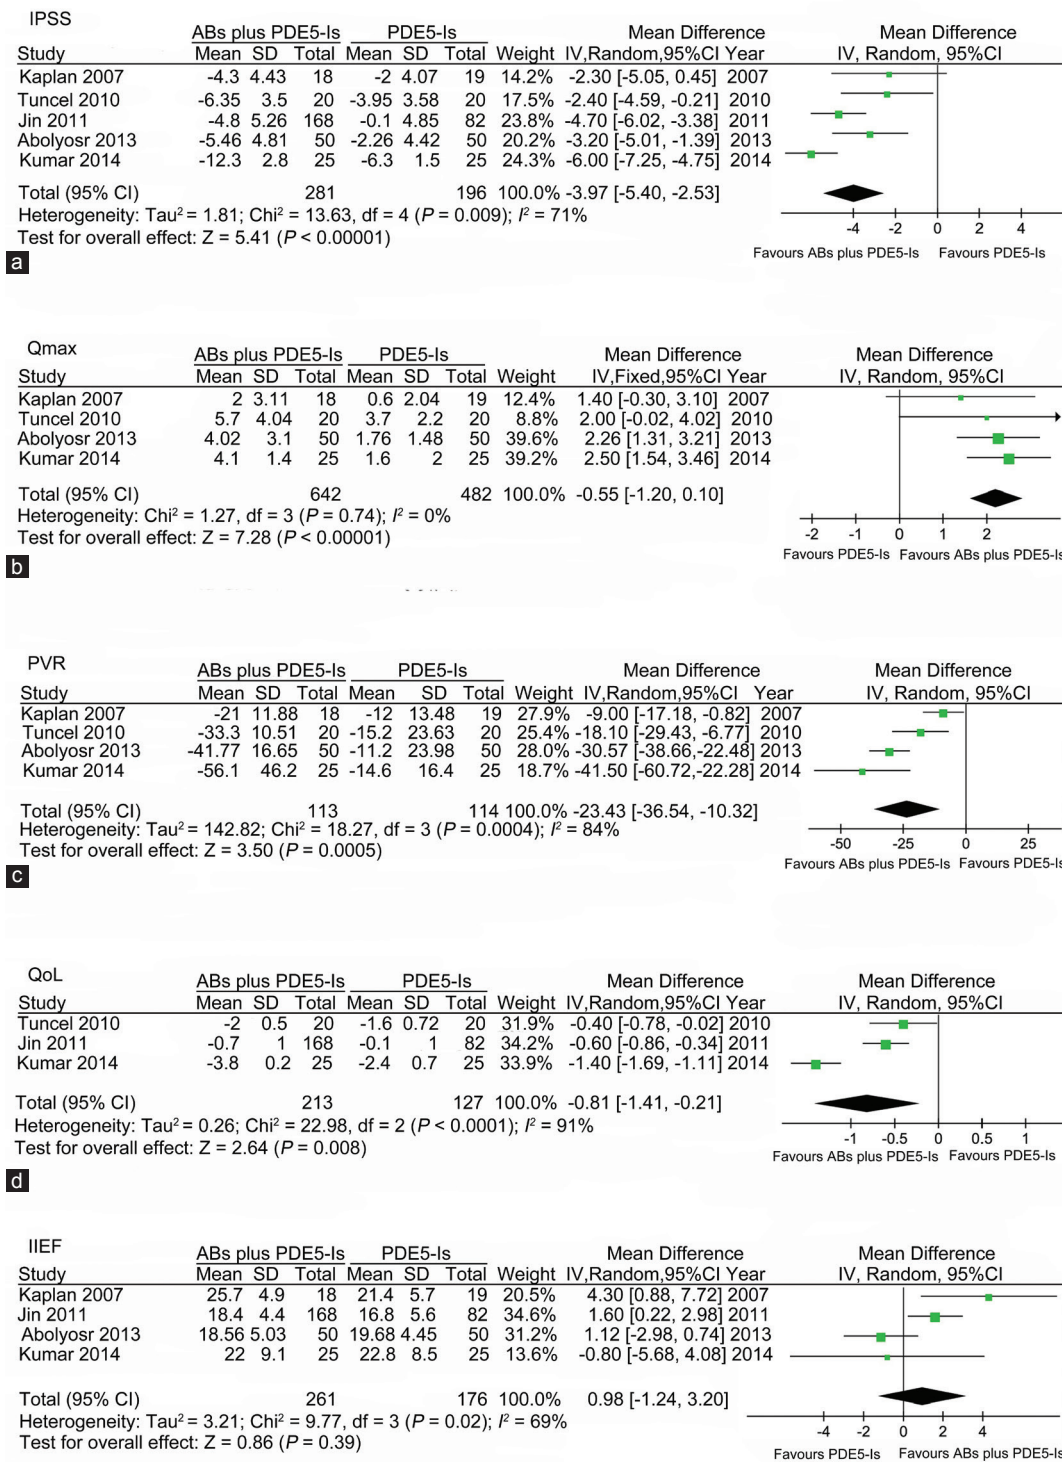 IPSS
ABs plus PDE5-Is PDE5-Is Mean Difference Mean Difference
Study Mean SD Total Mean SD Total Weight IV,Random,95%CI Year IV, Random, 95%CI
Kaplan 2007 -4.3 4.43 18 -2 4.07 19 14.2% -2.30 [-5.05, 0.45] 2007
Tuncel 2010 -6.35 3.5 20 -3.95 3.58 20 17.5% -2.40 [-4.59, -0.21] 2010
Jin 2011 -4.8 5.26 168 -0.1 4.85 82 23.8% -4.70 [-6.02, -3.38] 2011
Abolyosr 2013 -5.46 4.81 50 -2.26 4.42 50 20.2% -3.20 [-5.01, -1.39] 2013
Kumar 2014 -12.3 2.8 25 -6.3 1.5 25 24.3% -6.00 [-7.25, -4.75] 2014
Total (95% CI) 281 196 100.0% -3.97 [-5.40, -2.53]
Heterogeneity: Tau² = 1.81; Chi² = 13.63, df = 4 (P = 0.009); I² = 71%
Test for overall effect: Z = 5.41 (P < 0.00001)
-4 -2 0 2 4
Favours ABs plus PDE5-Is Favours PDE5-Is
a
Qmax
ABs plus PDE5-Is PDE5-Is Mean Difference Mean Difference
Study Mean SD Total Mean SD Total Weight IV,Fixed,95%CI Year IV, Random, 95%CI
Kaplan 2007 2 3.11 18 0.6 2.04 19 12.4% 1.40 [-0.30, 3.10] 2007
Tuncel 2010 5.7 4.04 20 3.7 2.2 20 8.8% 2.00 [-0.02, 4.02] 2010
Abolyosr 2013 4.02 3.1 50 1.76 1.48 50 39.6% 2.26 [1.31, 3.21] 2013
Kumar 2014 4.1 1.4 25 1.6 2 25 39.2% 2.50 [1.54, 3.46] 2014
Total (95% CI) 642 482 100.0% -0.55 [-1.20, 0.10]
Heterogeneity: Chi² = 1.27, df = 3 (P = 0.74); I² = 0%
Test for overall effect: Z = 7.28 (P < 0.00001)
-2 -1 0 1 2
Favours PDE5-Is Favours ABs plus PDE5-Is
b
PVR
ABs plus PDE5-Is PDE5-Is Mean Difference Mean Difference
Study Mean SD Total Mean SD Total Weight IV,Random,95%CI Year IV, Random, 95%CI
Kaplan 2007 -21 11.88 18 -12 13.48 19 27.9% -9.00 [-17.18, -0.82] 2007
Tuncel 2010 -33.3 10.51 20 -15.2 23.63 20 25.4% -18.10 [-29.43, -6.77] 2010
Abolyosr 2013 -41.77 16.65 50 -11.2 23.98 50 28.0% -30.57 [-38.66,-22.48] 2013
Kumar 2014 -56.1 46.2 25 -14.6 16.4 25 18.7% -41.50 [-60.72,-22.28] 2014
Total (95% CI) 113 114 100.0% -23.43 [-36.54, -10.32]
Heterogeneity: Tau² = 142.82; Chi² = 18.27, df = 3 (P = 0.0004); I² = 84%
Test for overall effect: Z = 3.50 (P = 0.0005)
-50 -25 0 25
Favours ABs plus PDE5-Is Favours PDE5-Is
c
QoL
ABs plus PDE5-Is PDE5-Is Mean Difference Mean Difference
Study Mean SD Total Mean SD Total Weight IV,Random,95%CI Year IV, Random, 95%CI
Tuncel 2010 -2 0.5 20 -1.6 0.72 20 31.9% -0.40 [-0.78, -0.02] 2010
Jin 2011 -0.7 1 168 -0.1 1 82 34.2% -0.60 [-0.86, -0.34] 2011
Kumar 2014 -3.8 0.2 25 -2.4 0.7 25 33.9% -1.40 [-1.69, -1.11] 2014
Total (95% CI) 213 127 100.0% -0.81 [-1.41, -0.21]
Heterogeneity: Tau² = 0.26; Chi² = 22.98, df = 2 (P < 0.0001); I² = 91%
Test for overall effect: Z = 2.64 (P = 0.008)
-1 -0.5 0 0.5 1
Favours ABs plus PDE5-Is Favours PDE5-Is
d
IIEF
ABs plus PDE5-Is PDE5-Is Mean Difference Mean Difference
Study Mean SD Total Mean SD Total Weight IV,Random,95%CI Year IV, Random, 95%CI
Kaplan 2007 25.7 4.9 18 21.4 5.7 19 20.5% 4.30 [0.88, 7.72] 2007
Jin 2011 18.4 4.4 168 16.8 5.6 82 34.6% 1.60 [0.22, 2.98] 2011
Abolyosr 2013 18.56 5.03 50 19.68 4.45 50 31.2% 1.12 [-2.98, 0.74] 2013
Kumar 2014 22 9.1 25 22.8 8.5 25 13.6% -0.80 [-5.68, 4.08] 2014
Total (95% CI) 261 176 100.0% 0.98 [-1.24, 3.20]
Heterogeneity: Tau² = 3.21; Chi² = 9.77, df = 3 (P = 0.02); I² = 69%
Test for overall effect: Z = 0.86 (P = 0.39)
-4 -2 0 2 4
Favours PDE5-Is Favours ABs plus PDE5-Is